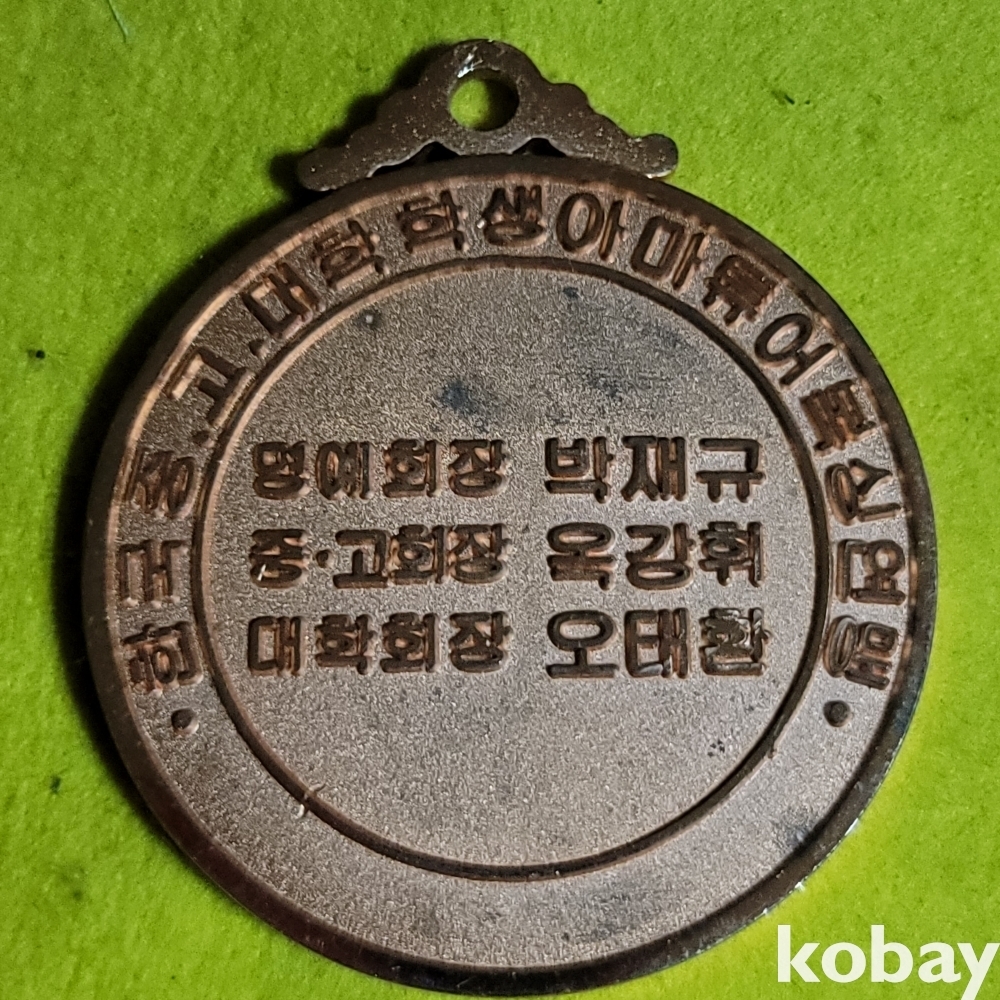 한국중.고.대학학생아마튜어복싱연맹
명예회장 박재규
중·고회장 옥강휘
대학회장 오태환
kobay